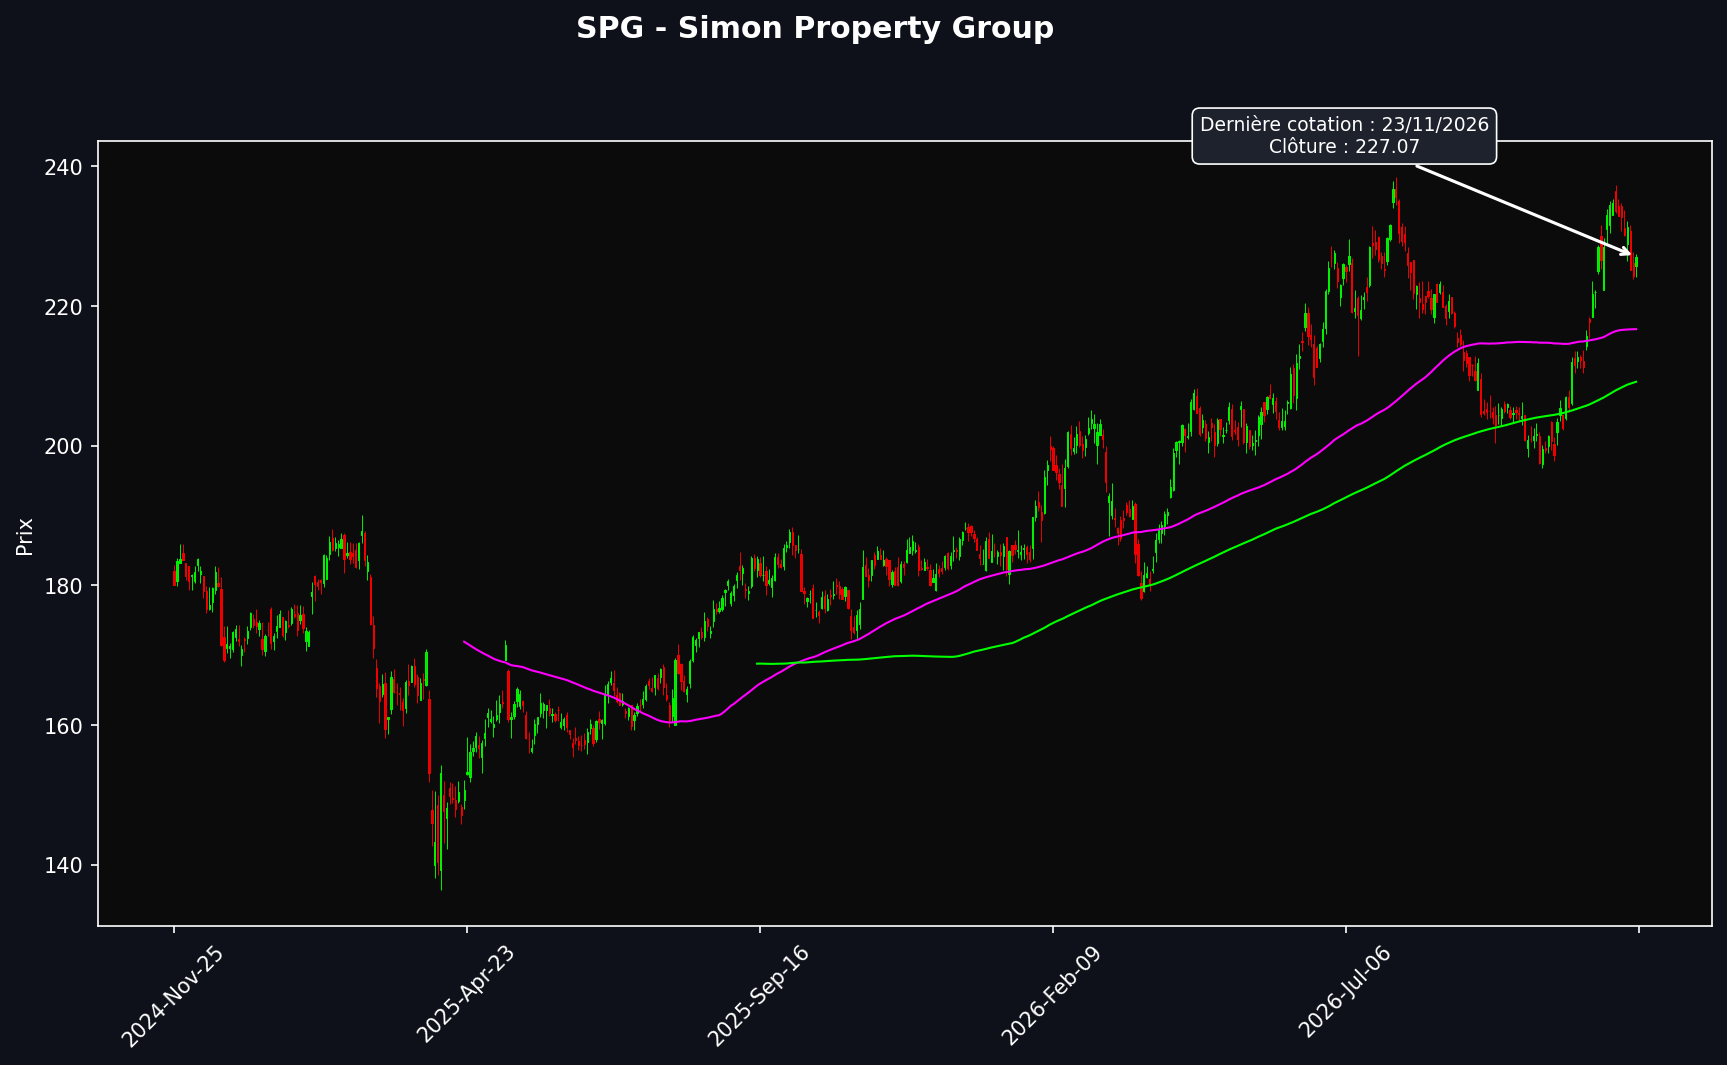 SPG - Simon Property Group
Dernière cotation : 23/11/2026
Clôture : 227.07
240
220
200
180
160
140
Prix
2024-Nov-25
2025-Apr-23
2025-Sep-16
2026-Feb-09
2026-Jul-06